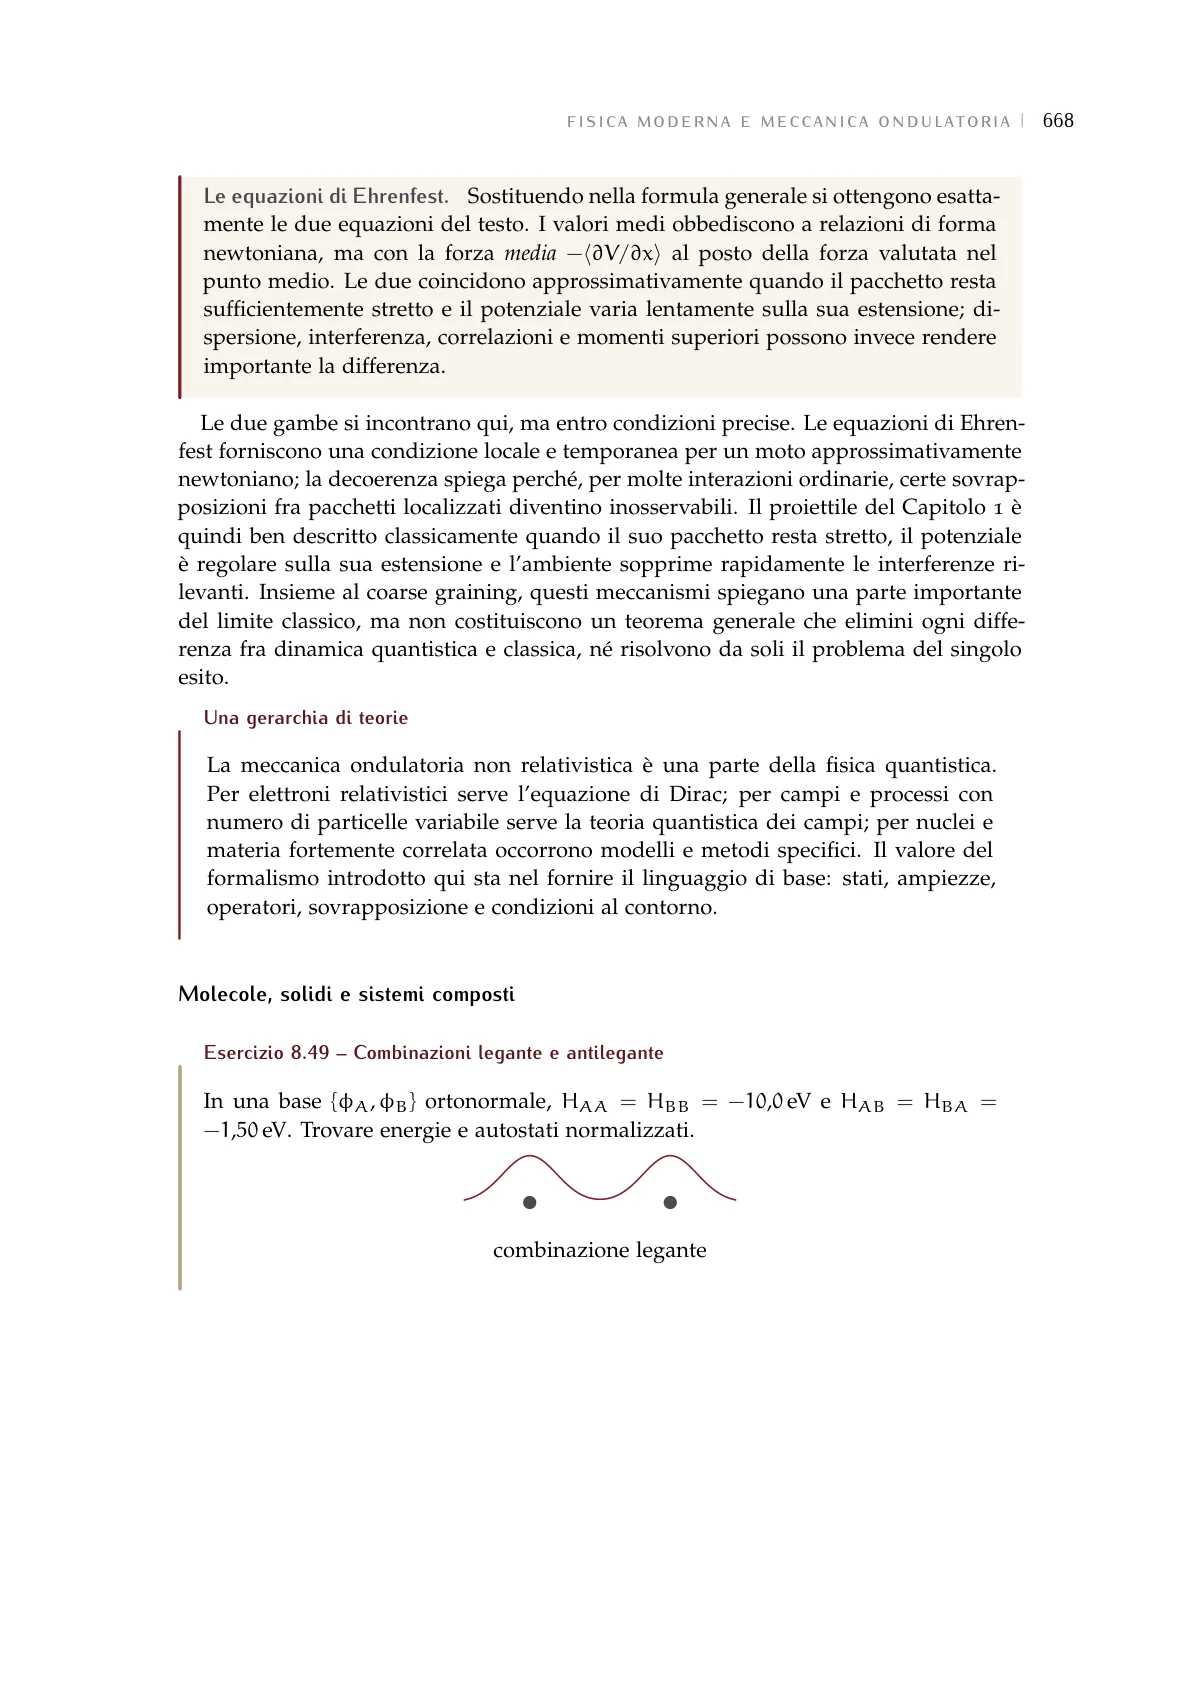 FISICA MODERNA E MECCANICA ONDULATORIA | 668
Le equazioni di Ehrenfest. Sostituendo nella formula generale si ottengono esatta-
mente le due equazioni del testo. I valori medi obbediscono a relazioni di forma
newtoniana, ma con la forza media −⟨∂V/∂x⟩ al posto della forza valutata nel
punto medio. Le due coincidono approssimativamente quando il pacchetto resta
sufficientemente stretto e il potenziale varia lentamente sulla sua estensione; di-
spersione, interferenza, correlazioni e momenti superiori possono invece rendere
importante la differenza.
Le due gambe si incontrano qui, ma entro condizioni precise. Le equazioni di Ehren-
fest forniscono una condizione locale e temporanea per un moto approssimativamente
newtoniano; la decoerenza spiega perché, per molte interazioni ordinarie, certe sovrap-
posizioni fra pacchetti localizzati diventino inosservabili. Il proiettile del Capitolo 1 è
quindi ben descritto classicamente quando il suo pacchetto resta stretto, il potenziale
è regolare sulla sua estensione e l'ambiente sopprime rapidamente le interferenze ri-
levanti. Insieme al coarse graining, questi meccanismi spiegano una parte importante
del limite classico, ma non costituiscono un teorema generale che elimini ogni diffe-
renza fra dinamica quantistica e classica, né risolvono da soli il problema del singolo
esito.
Una gerarchia di teorie
La meccanica ondulatoria non relativistica è una parte della fisica quantistica.
Per elettroni relativistici serve l'equazione di Dirac; per campi e processi con
numero di particelle variabile serve la teoria quantistica dei campi; per nuclei e
materia fortemente correlata occorrono modelli e metodi specifici. Il valore del
formalismo introdotto qui sta nel fornire il linguaggio di base: stati, ampiezze,
operatori, sovrapposizione e condizioni al contorno.
Molecole, solidi e sistemi composti
Esercizio 8.49 – Combinazioni legante e antilegante
In una base {ϕA, ϕB} ortonormale, HAA = HBB = −10,0 eV e HAB = HBA =
−1,50 eV. Trovare energie e autostati normalizzati.
combinazione legante